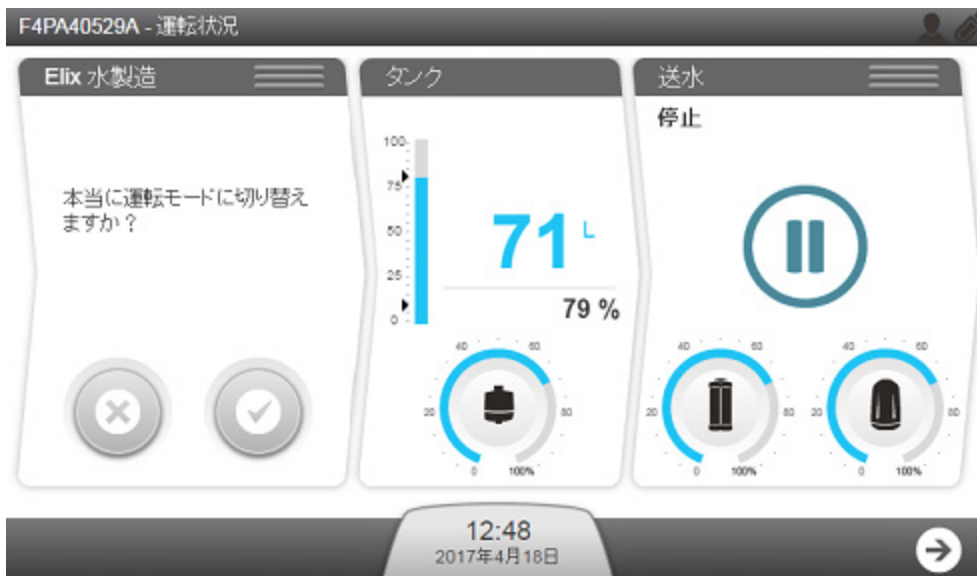 F4PA40529A - 運転状況
Elix 水製造
本当に運転モードに切り替え
ますか？
タンク
100
75
50
25
0
71 L
79 %
40 60
20 80
0 100%
送水
停止
40 60
20 80
0 100%
40 60
20 80
0 100%
12:48
2017年4月18日